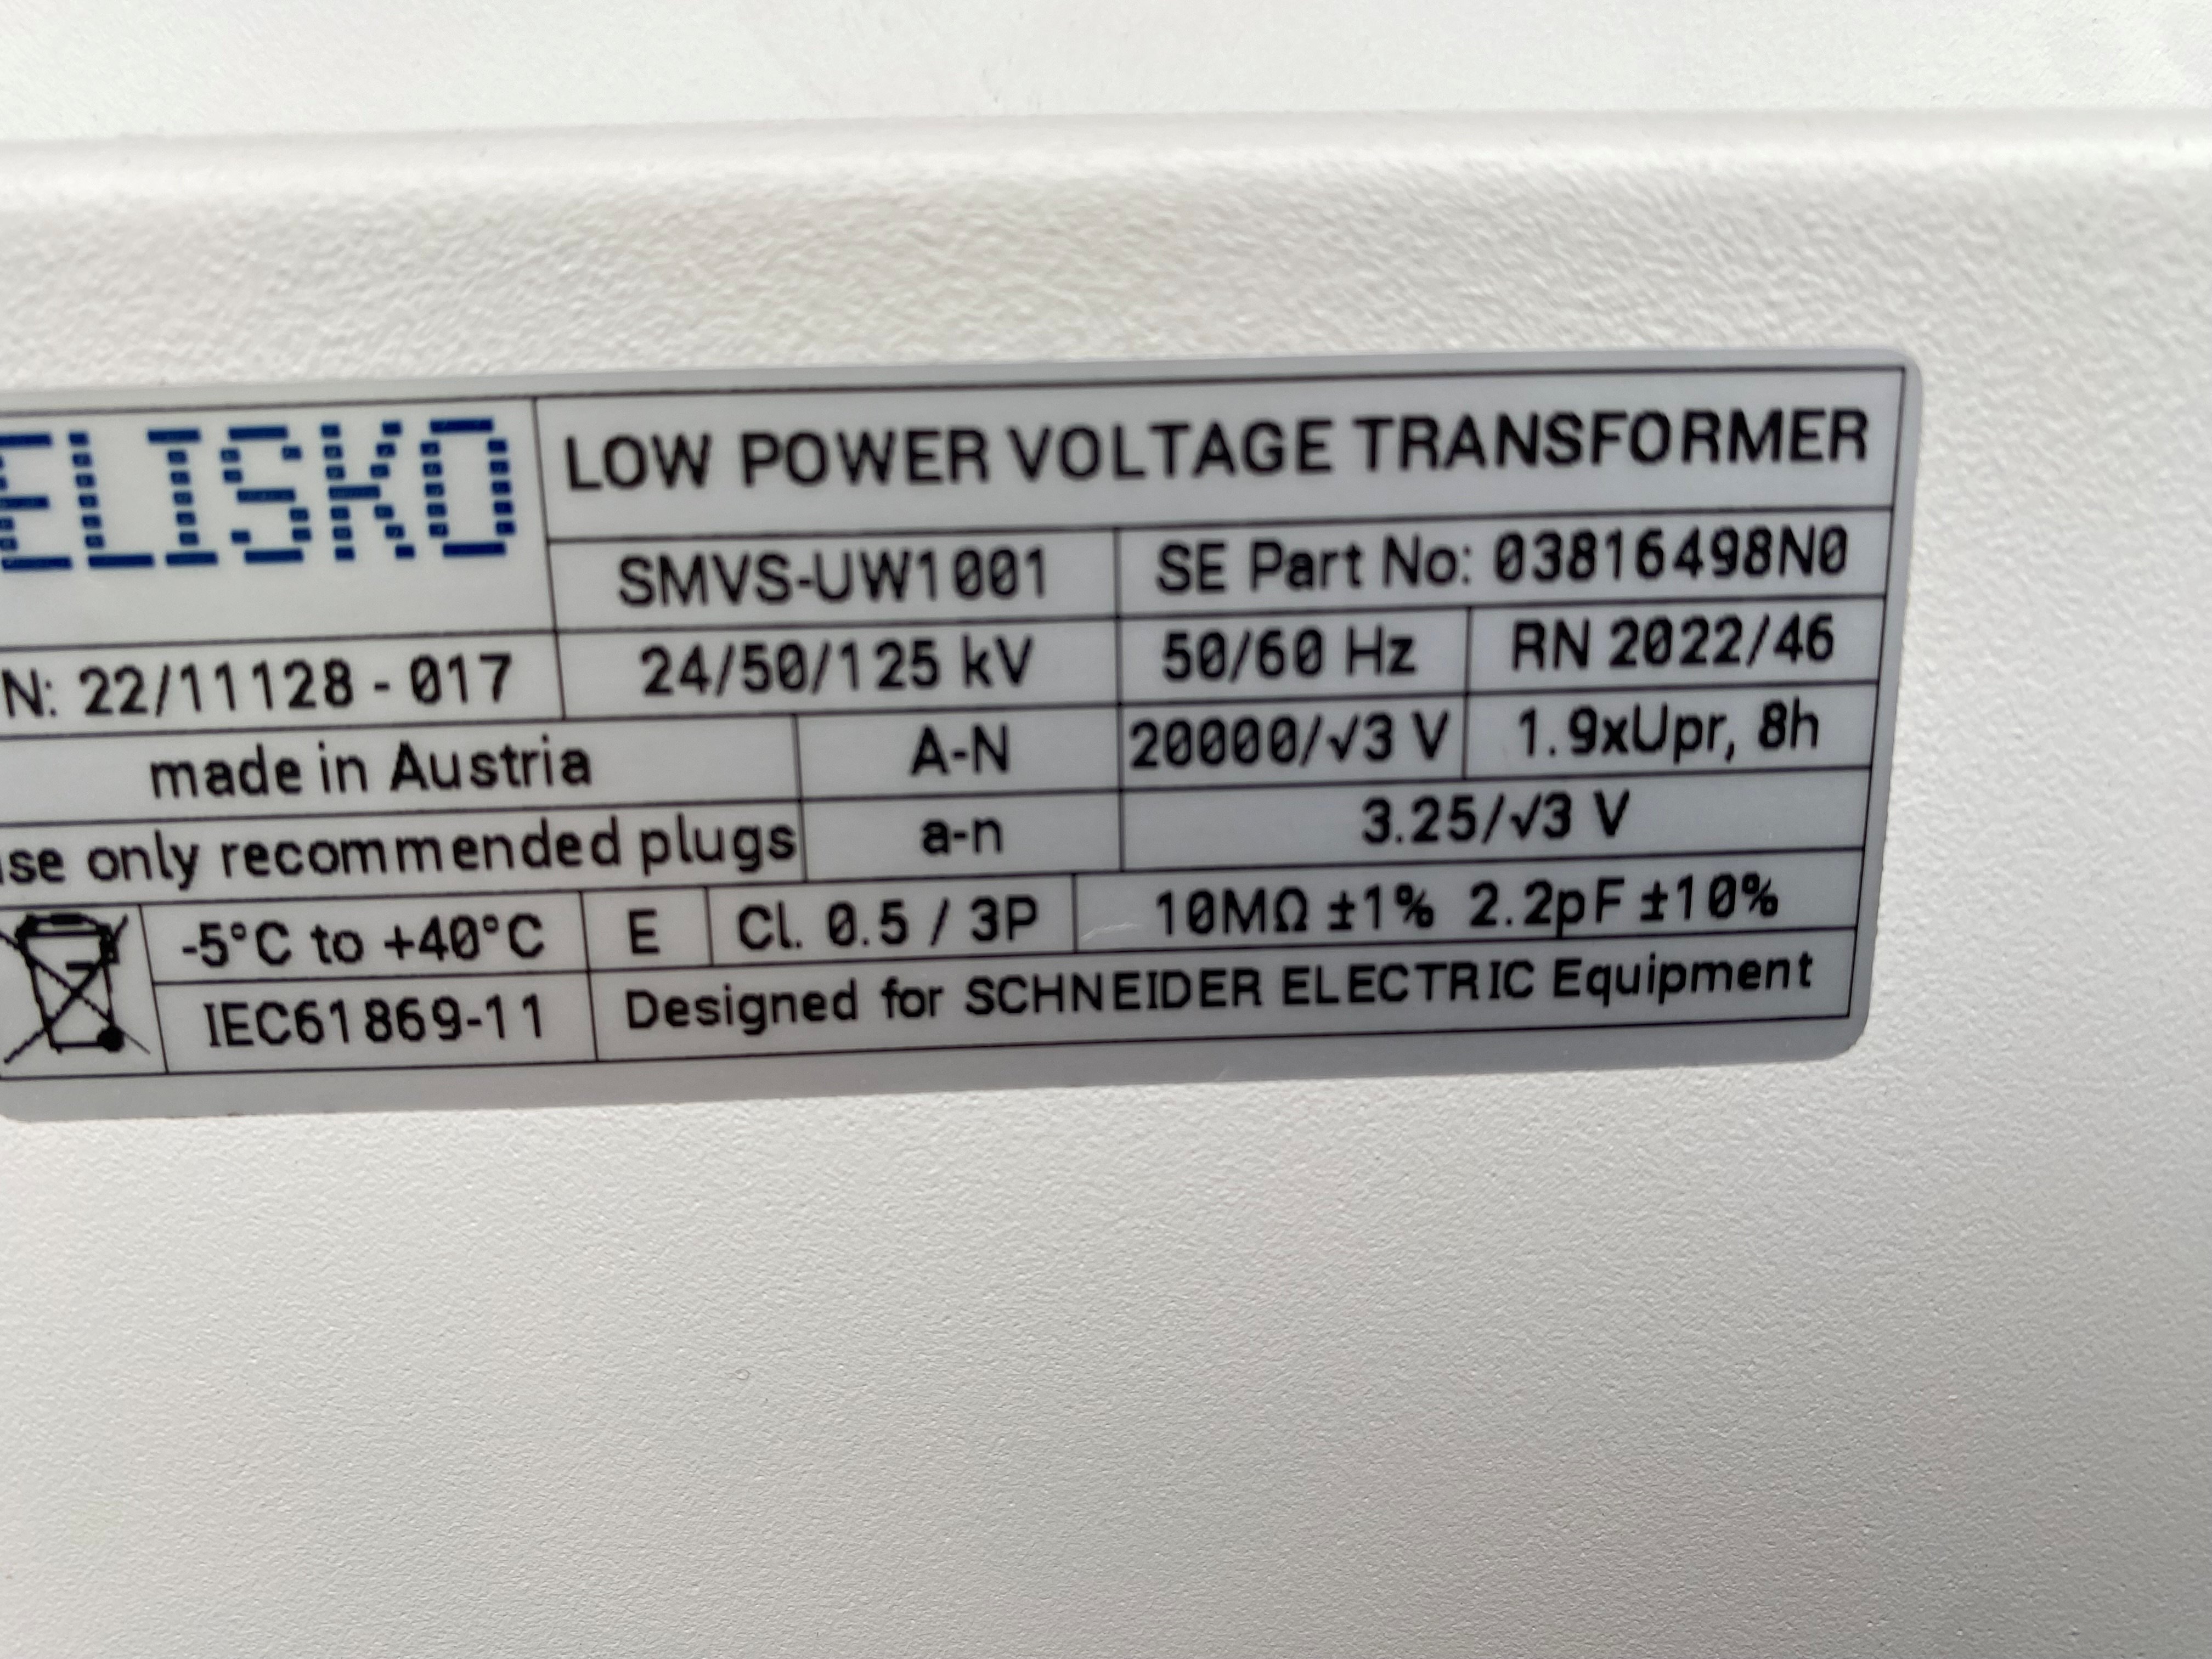 ELISKO
LOW POWER VOLTAGE TRANSFORMER
SMVS-UW1001
SE Part No: 03816498N0
N: 22/11128 - 017
24/50/125 kV
50/60 Hz
RN 2022/46
made in Austria
A-N
20000/√3 V
1.9xUpr, 8h
se only recommended plugs
a-n
3.25/√3 V
-5°C to +40°C
E
Cl. 0.5 / 3P
10MΩ ±1% 2.2pF ±10%
IEC61869-11
Designed for SCHNEIDER ELECTRIC Equipment